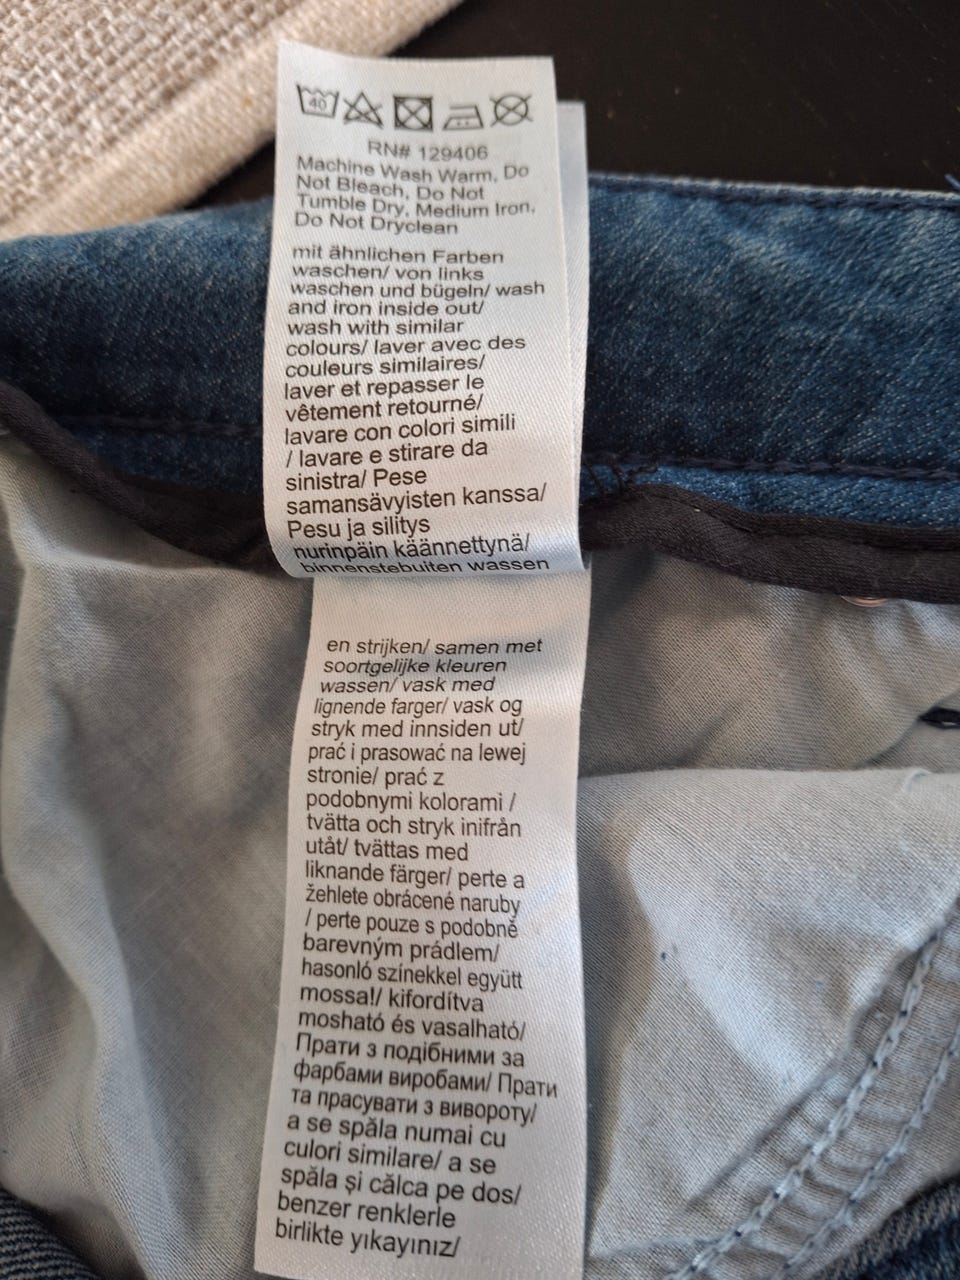 40
RN# 129406
Machine Wash Warm, Do
Not Bleach, Do Not
Tumble Dry, Medium Iron,
Do Not Dryclean
mit ähnlichen Farben
waschen/ von links
waschen und bügeln/ wash
and iron inside out/
wash with similar
colours/ laver avec des
couleurs similaires/
laver et repasser le
vêtement retourné/
lavare con colori simili
/ lavare e stirare da
sinistra/ Pese
samansävyisten kanssa/
Pesu ja silitys
nurinpäin käännettynä/
binnenstebuiten wassen
en strijken/ samen met
soortgelijke kleuren
wassen/ vask med
lignende farger/ vask og
stryk med innsiden ut/
prać i prasować na lewej
stronie/ prać z
podobnymi kolorami /
tvätta och stryk inifrån
utåt/ tvättas med
liknande färger/ perte a
žehlete obrácené naruby
/ perte pouze s podobně
barevným prádlem/
hasonló színekkel együtt
mossa!/ kifordítva
mosható és vasalható/
Прати з подібними за
фарбами виробами/ Прати
та прасувати з вивороту/
a se spăla numai cu
culori similare/ a se
spăla și călca pe dos/
benzer renklerle
birlikte yıkayınız/